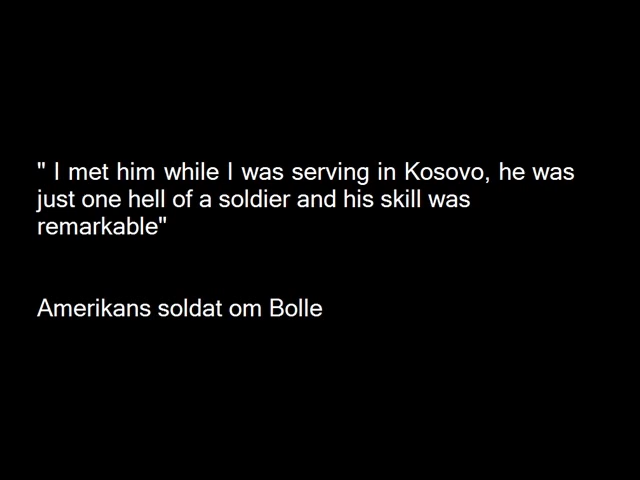 " I met him while I was serving in Kosovo, he was
just one hell of a soldier and his skill was
remarkable"
Amerikans soldat om Bolle